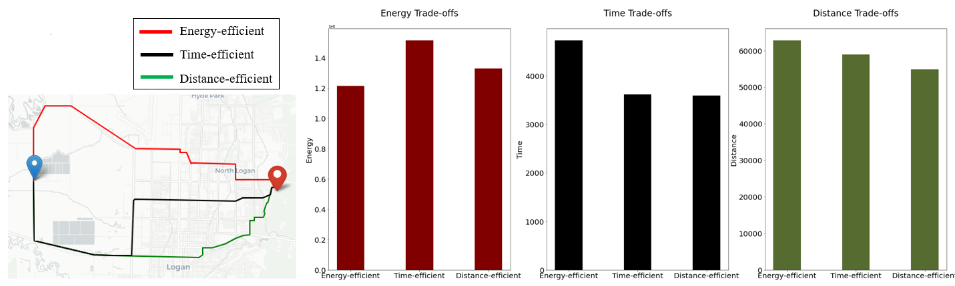 Energy-efficient
Time-efficient
Distance-efficient
Hyde Park
North Logan
Logan
Energy Trade-offs
1e6
1.4
1.2
1.0
0.8
0.6
0.4
0.2
0.0
Energy
Energy-efficient Time-efficient Distance-efficient
Time Trade-offs
4000
3000
2000
1000
0
Time
Energy-efficient Time-efficient Distance-efficient
Distance Trade-offs
60000
50000
40000
30000
20000
10000
0
Distance
Energy-efficient Time-efficient Distance-efficient